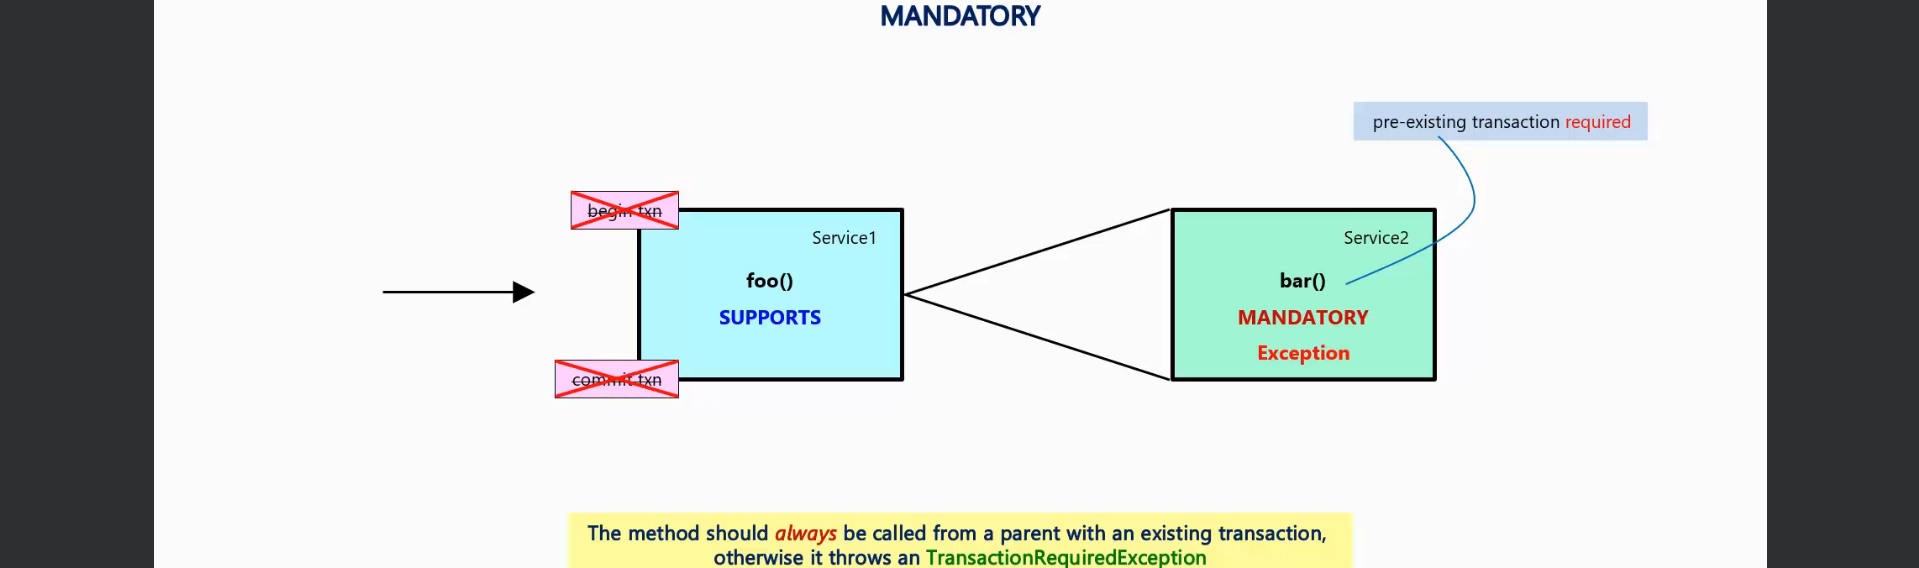 MANDATORY
pre-existing transaction required
begin txn
Service1
foo()
SUPPORTS
commit txn
Service2
bar()
MANDATORY
Exception
The method should always be called from a parent with an existing transaction,
otherwise it throws an TransactionRequiredException